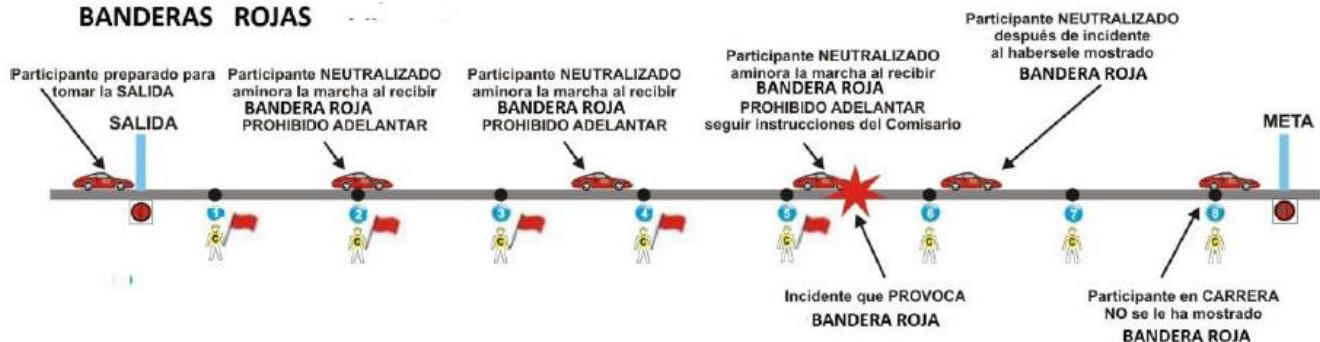 BANDERAS ROJAS
Participante preparado para
tomar la SALIDA
SALIDA
Participante NEUTRALIZADO
aminora la marcha al recibir
BANDERA ROJA
PROHIBIDO ADELANTAR
Participante NEUTRALIZADO
aminora la marcha al recibir
BANDERA ROJA
PROHIBIDO ADELANTAR
Participante NEUTRALIZADO
aminora la marcha al recibir
BANDERA ROJA
PROHIBIDO ADELANTAR
seguir instrucciones del Comisario
Participante NEUTRALIZADO
después de incidente
al habersele mostrado
BANDERA ROJA
META
1
2
3
4
5
6
7
8
C
C
C
C
C
C
C
C
Incidente que PROVOCA
BANDERA ROJA
Participante en CARRERA
NO se le ha mostrado
BANDERA ROJA